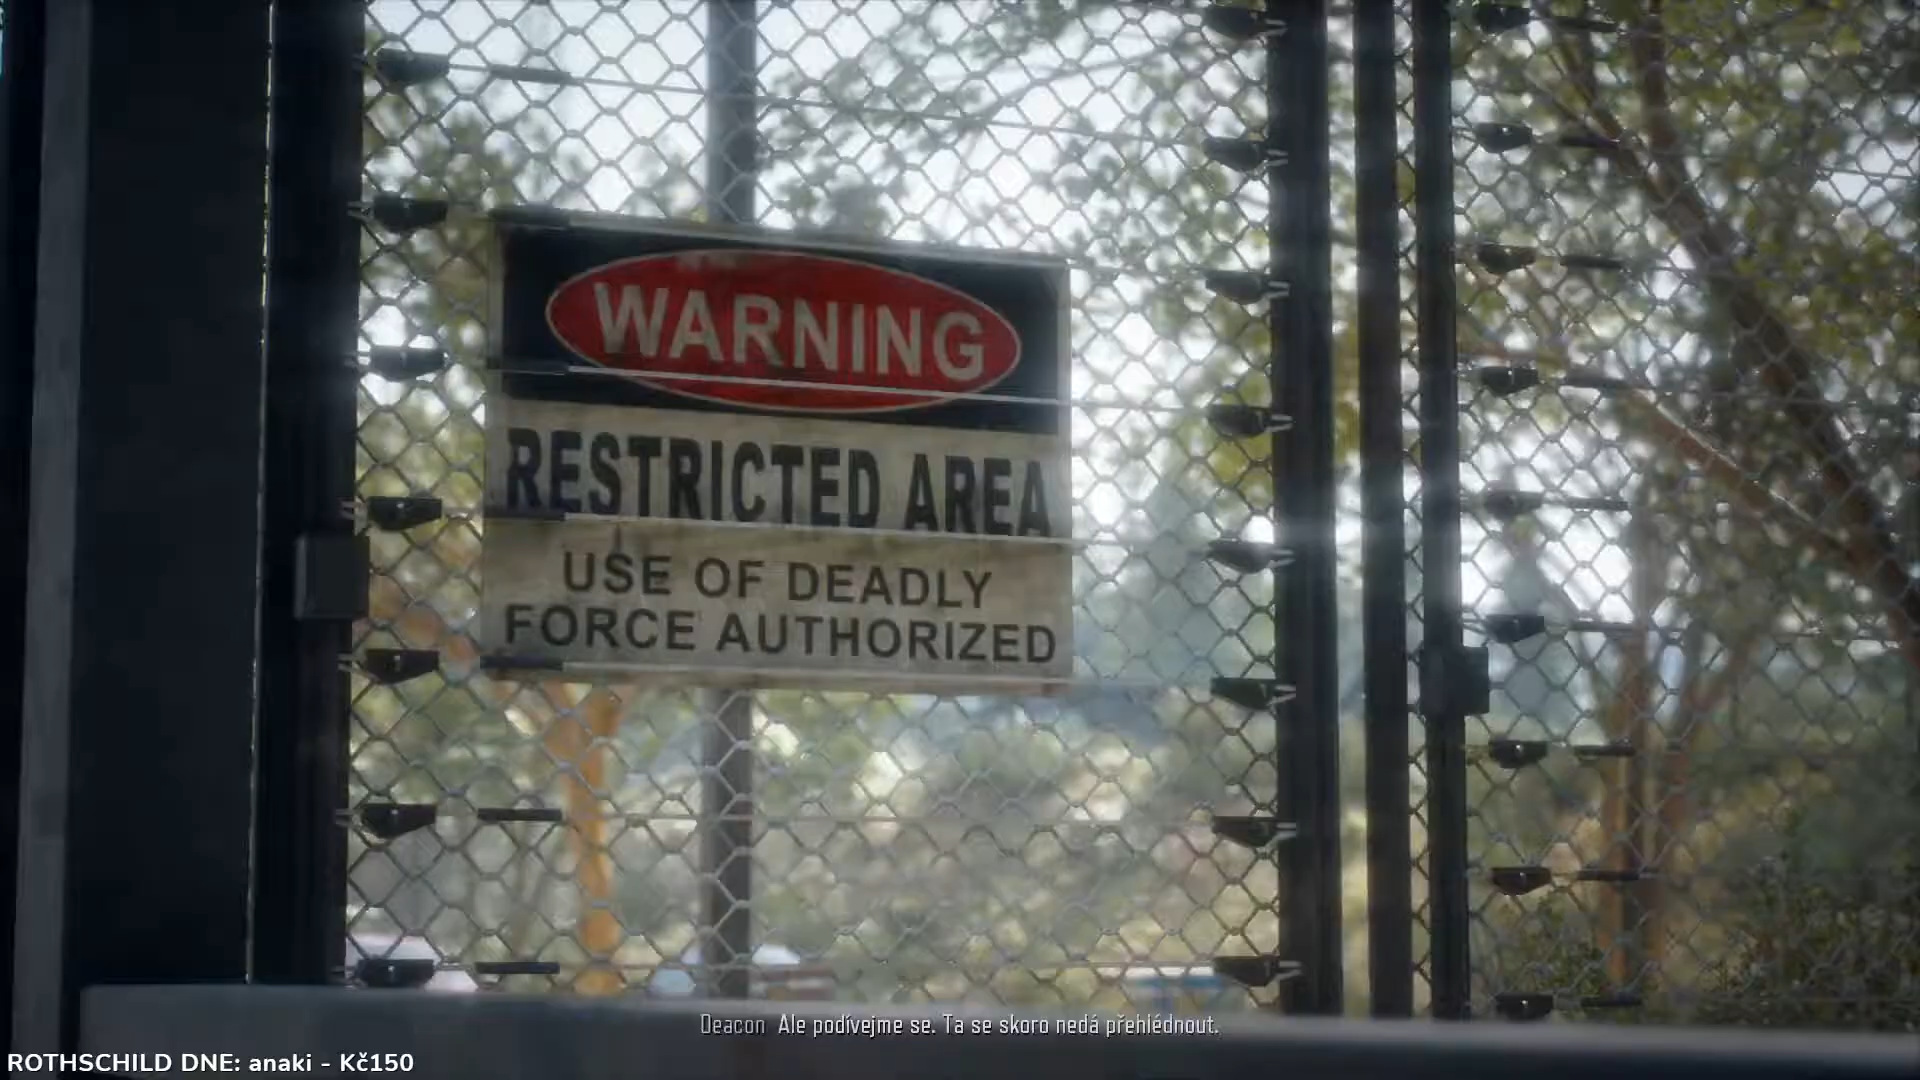 WARNING
RESTRICTED AREA
USE OF DEADLY
FORCE AUTHORIZED
Deacon Ale podívejme se. Ta se skoro nedá přehlédnout.
ROTHSCHILD DNE: anaki - Kč150